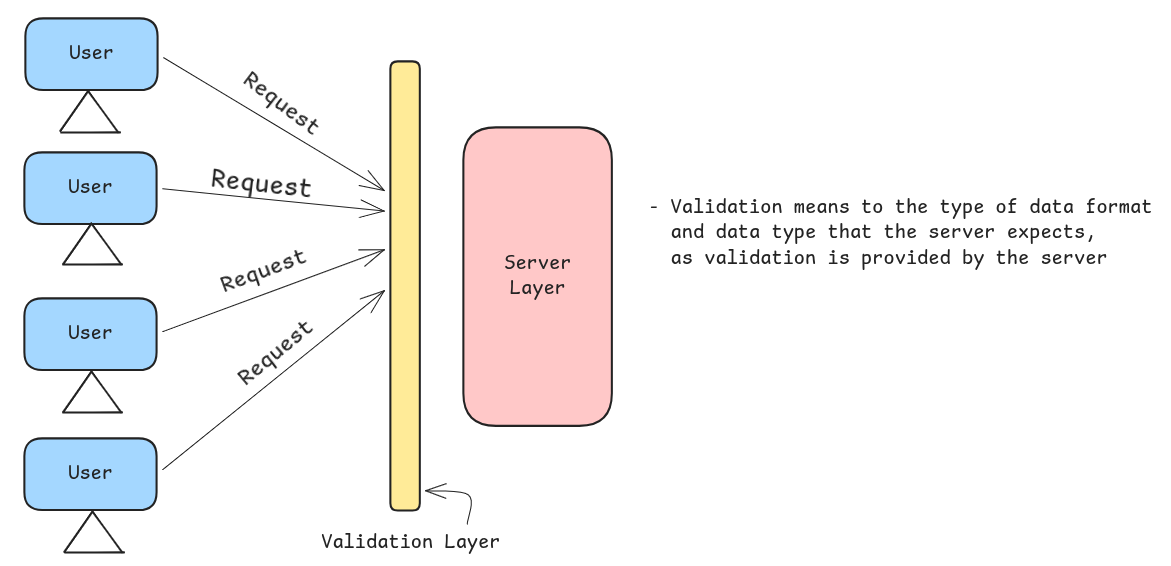 User
Request
User
Request
User
Request
User
Request
Server
Layer
- Validation means to the type of data format
and data type that the server expects,
as validation is provided by the server
Validation Layer